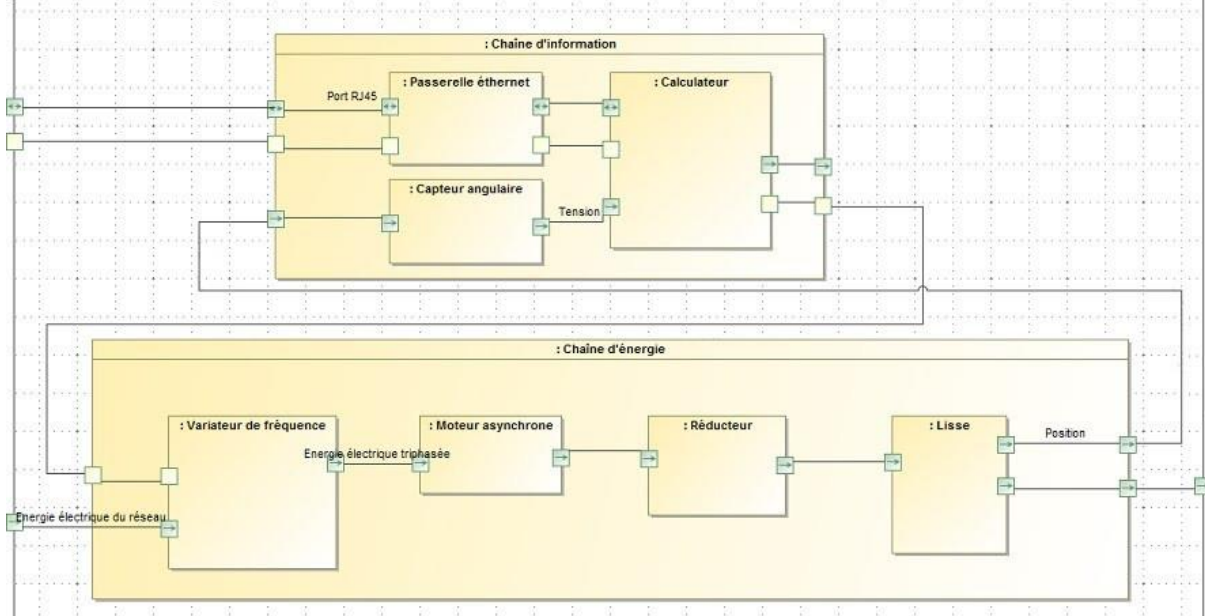 : Chaîne d'information
: Passerelle éthernet
: Calculateur
Port RJ45
: Capteur angulaire
Tension
: Chaîne d'énergie
: Variateur de fréquence
: Moteur asynchrone
: Réducteur
: Lisse
Position
Energie électrique triphasée
Energie électrique du réseau